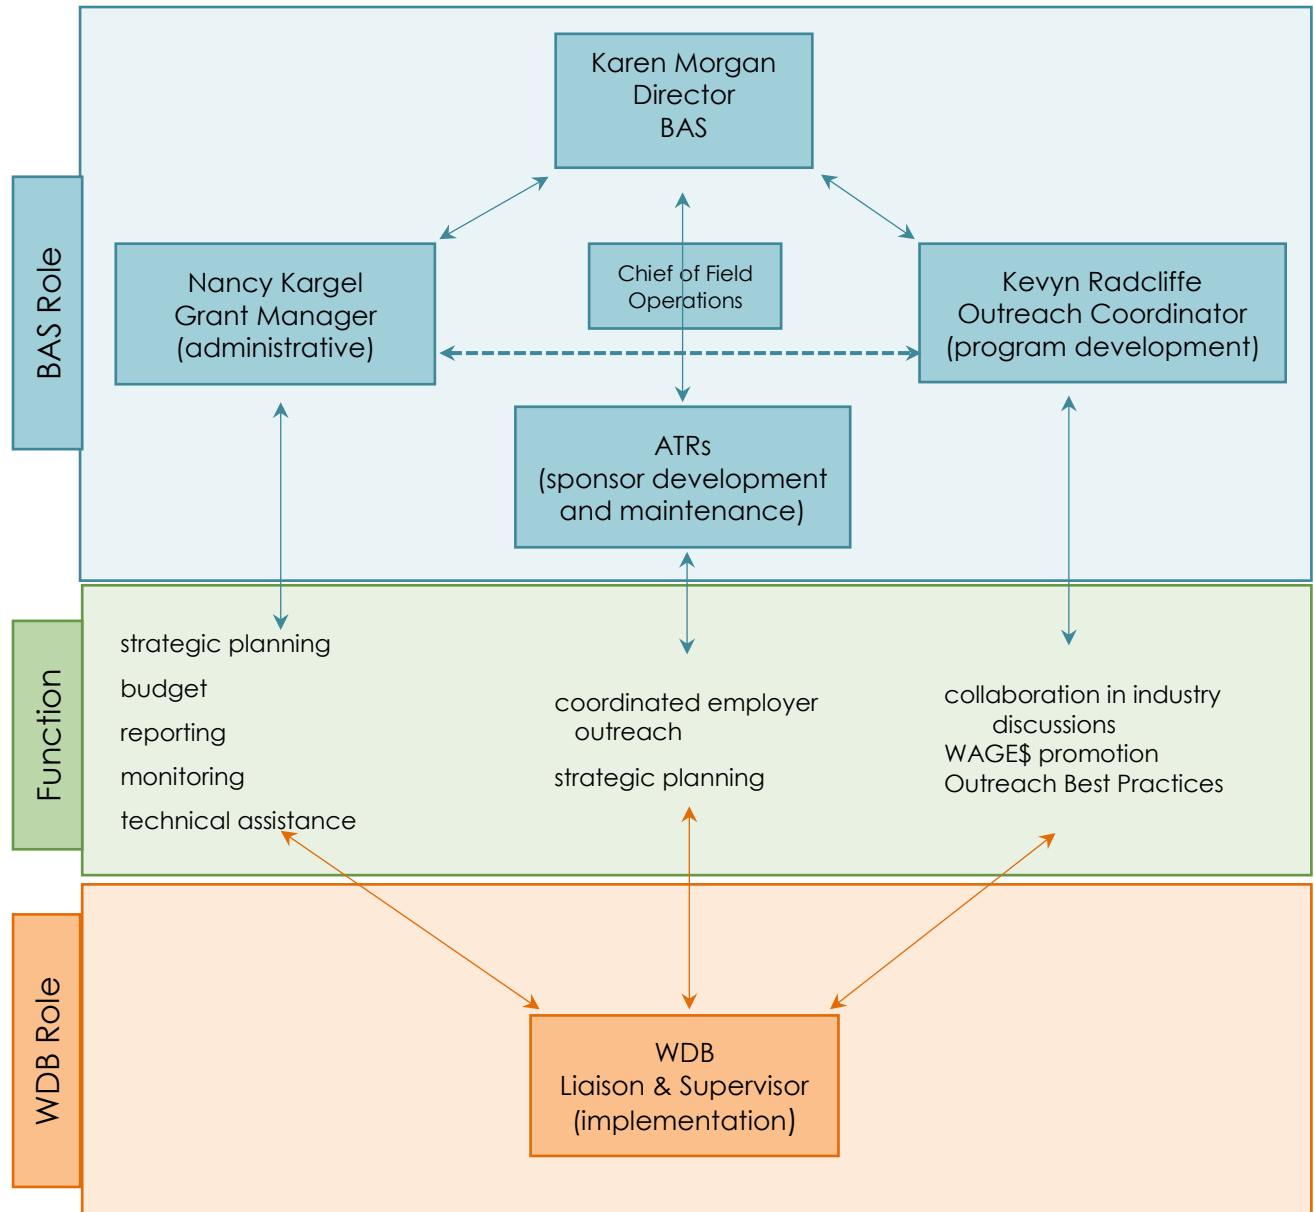 Karen Morgan
Director
BAS
BAS Role
Nancy Kargel
Grant Manager
(administrative)
Chief of Field
Operations
Kevyn Radcliffe
Outreach Coordinator
(program development)
ATRs
(sponsor development
and maintenance)
Function
strategic planning
budget
reporting
monitoring
technical assistance
coordinated employer
outreach
strategic planning
collaboration in industry
discussions
WAGE$ promotion
Outreach Best Practices
WDB Role
WDB
Liaison & Supervisor
(implementation)